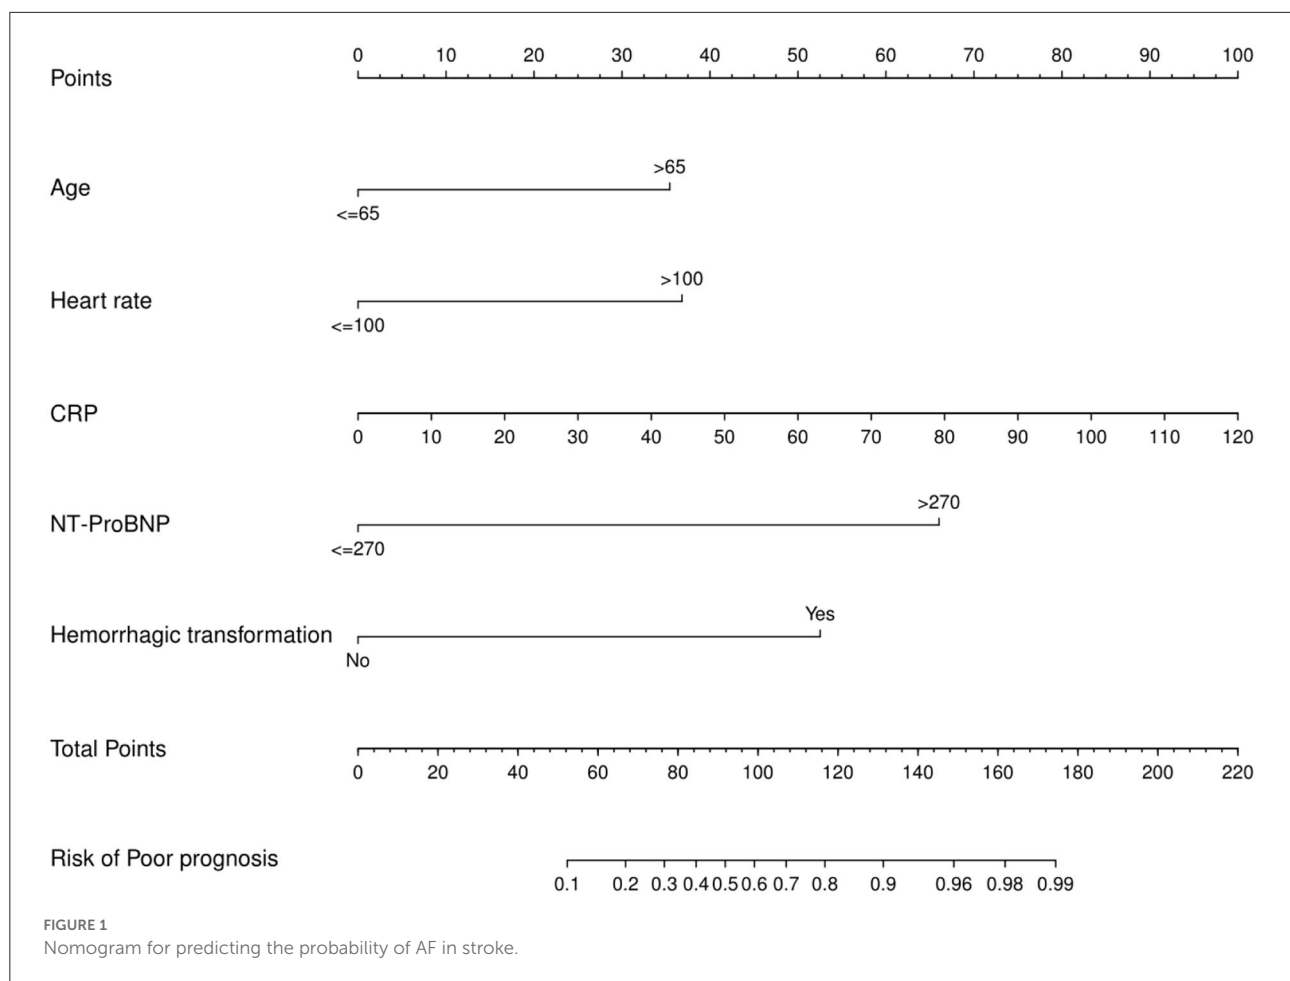 0 10 20 30 40 50 60 70 80 90 100
Points
>65
Age
<=65
>100
Heart rate
<=100
CRP
0 10 20 30 40 50 60 70 80 90 100 110 120
>270
NT-ProBNP
<=270
Yes
Hemorrhagic transformation
No
Total Points
0 20 40 60 80 100 120 140 160 180 200 220
Risk of Poor prognosis
0.1 0.2 0.3 0.4 0.5 0.6 0.7 0.8 0.9 0.96 0.98 0.99
FIGURE 1
Nomogram for predicting the probability of AF in stroke.